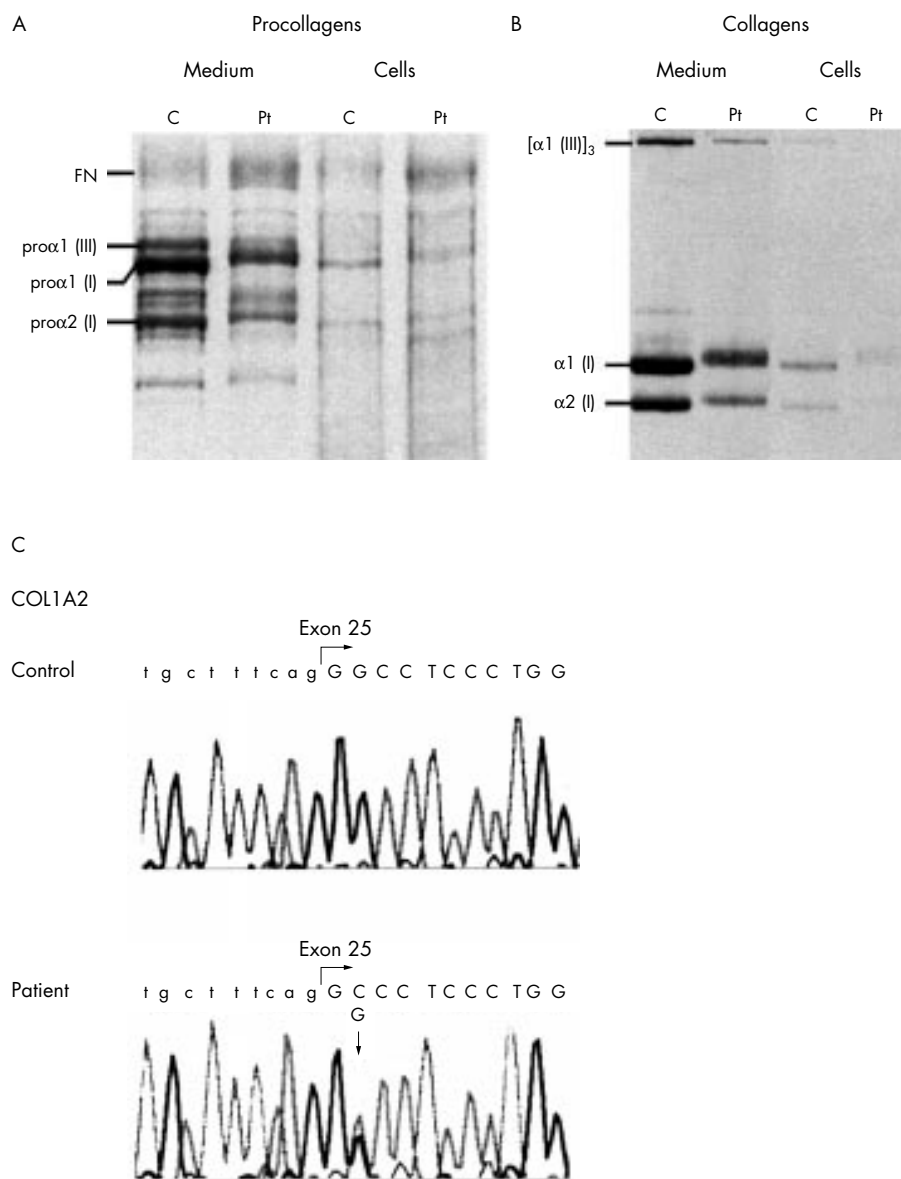 A
Procollagens
Medium Cells
C Pt C Pt
FN
proα1 (III)
proα1 (I)
proα2 (I)
B
Collagens
Medium Cells
C Pt C Pt
[α1 (III)]3
α1 (I)
α2 (I)
C
COL1A2
Exon 25
Control t g c t t t c a g G G C C T C C C T G G
Exon 25
Patient t g c t t t c a g G C C C T C C C T G G
G